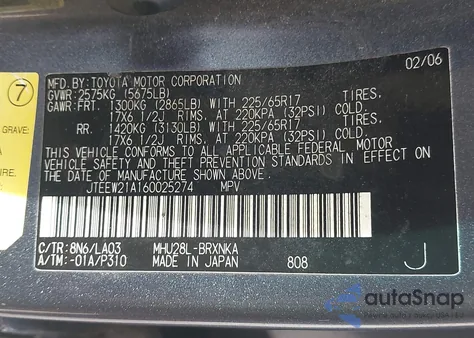 7
GRAVE:
MFD.BY:TOYOTA MOTOR CORPORATION 02/06
GVWR:2575KG (5675LB)
GAWR:FRT. 1300KG (2865LB) WITH 225/65R17 TIRES,
17X6 1/2J RIMS, AT 220KPA (32PSI) COLD.
RR. 1420KG (3130LB) WITH 225/65R17 TIRES,
17X6 1/2J RIMS, AT 220KPA (32PSI) COLD.
THIS VEHICLE CONFORMS TO ALL APPLICABLE FEDERAL MOTOR
VEHICLE SAFETY AND THEFT PREVENTION STANDARDS IN EFFECT ON
THE DATE OF MANUFACTURE SHOWN ABOVE.
JTEEW21A160025274 MPV
C/TR: 8N6/LA03 MHU28L-BRXNKA
A/TM: -01A/P310 MADE IN JAPAN 808 J
autoSnap